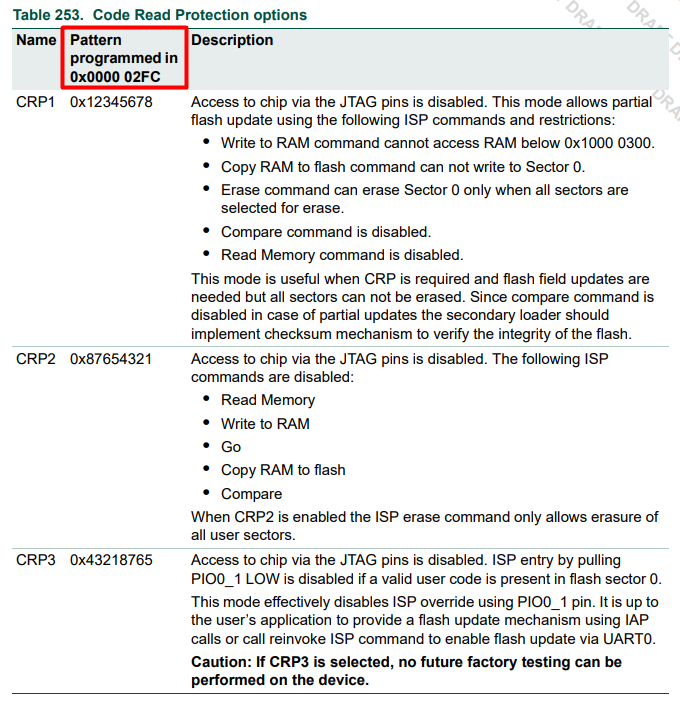 Table 253. Code Read Protection options
Name Pattern programmed in 0x0000 02FC Description
CRP1 0x12345678 Access to chip via the JTAG pins is disabled. This mode allows partial
flash update using the following ISP commands and restrictions:
• Write to RAM command cannot access RAM below 0x1000 0300.
• Copy RAM to flash command can not write to Sector 0.
• Erase command can erase Sector 0 only when all sectors are
selected for erase.
• Compare command is disabled.
• Read Memory command is disabled.
This mode is useful when CRP is required and flash field updates are
needed but all sectors can not be erased. Since compare command is
disabled in case of partial updates the secondary loader should
implement checksum mechanism to verify the integrity of the flash.
CRP2 0x87654321 Access to chip via the JTAG pins is disabled. The following ISP
commands are disabled:
• Read Memory
• Write to RAM
• Go
• Copy RAM to flash
• Compare
When CRP2 is enabled the ISP erase command only allows erasure of
all user sectors.
CRP3 0x43218765 Access to chip via the JTAG pins is disabled. ISP entry by pulling
PIO0_1 LOW is disabled if a valid user code is present in flash sector 0.
This mode effectively disables ISP override using PIO0_1 pin. It is up to
the user's application to provide a flash update mechanism using IAP
calls or call reinvoke ISP command to enable flash update via UART0.
Caution: If CRP3 is selected, no future factory testing can be
performed on the device.